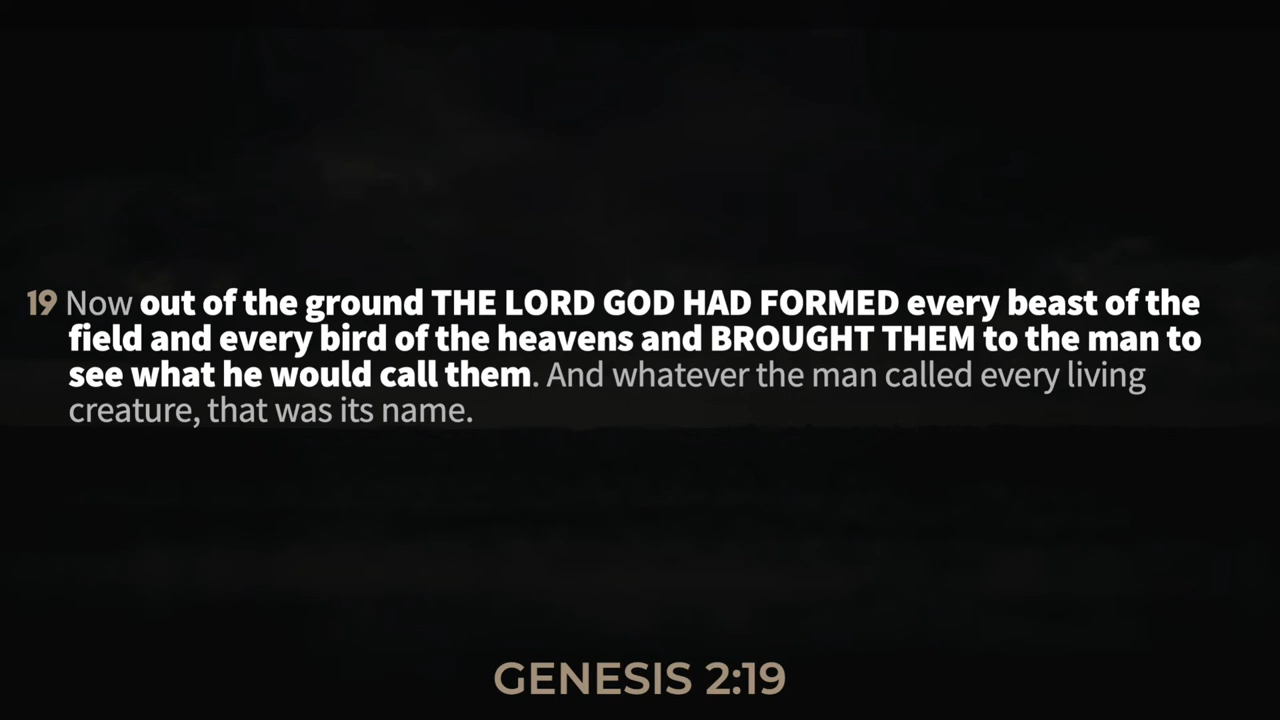 19 Now out of the ground THE LORD GOD HAD FORMED every beast of the
field and every bird of the heavens and BROUGHT THEM to the man to
see what he would call them. And whatever the man called every living
creature, that was its name.
GENESIS 2:19